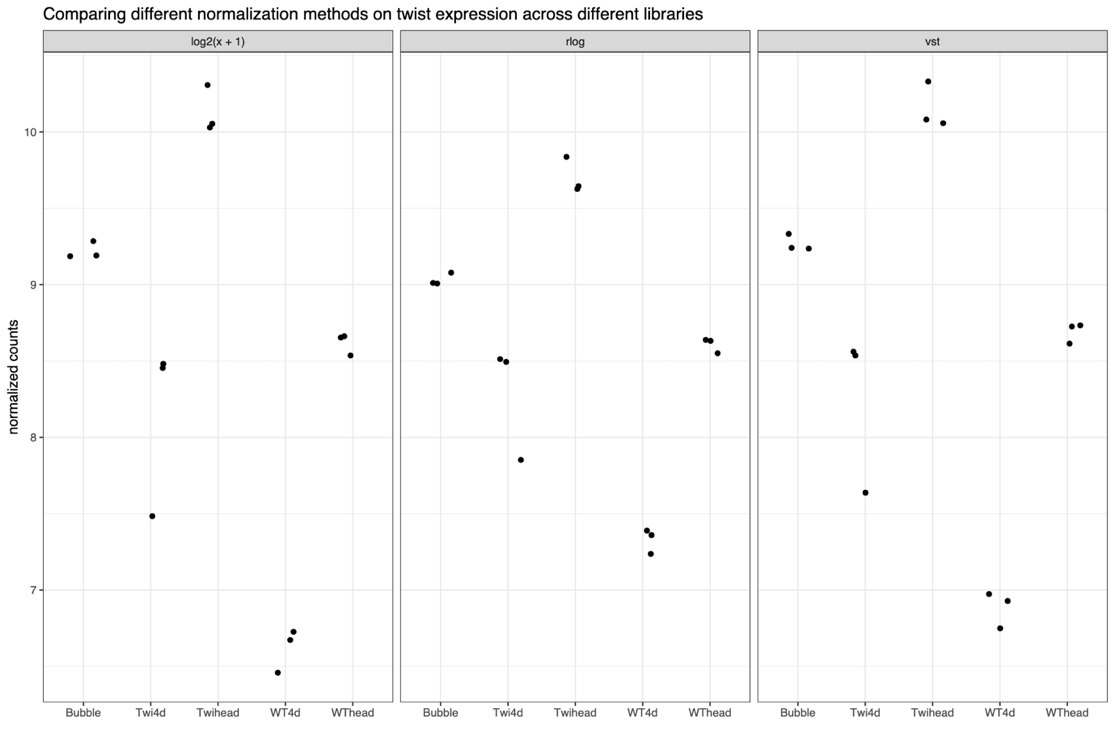 Comparing different normalization methods on twist expression across different libraries
log2(x + 1)
rlog
vst
normalized counts
10
9
8
7
Bubble Twi4d Twihead WT4d WThead
Bubble Twi4d Twihead WT4d WThead
Bubble Twi4d Twihead WT4d WThead